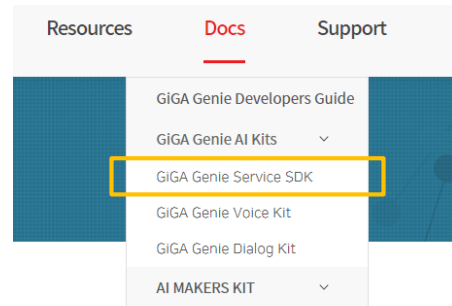 Resources Docs Support
GiGA Genie Developers Guide
GiGA Genie AI Kits
GiGA Genie Service SDK
GiGA Genie Voice Kit
GiGA Genie Dialog Kit
AI MAKERS KIT